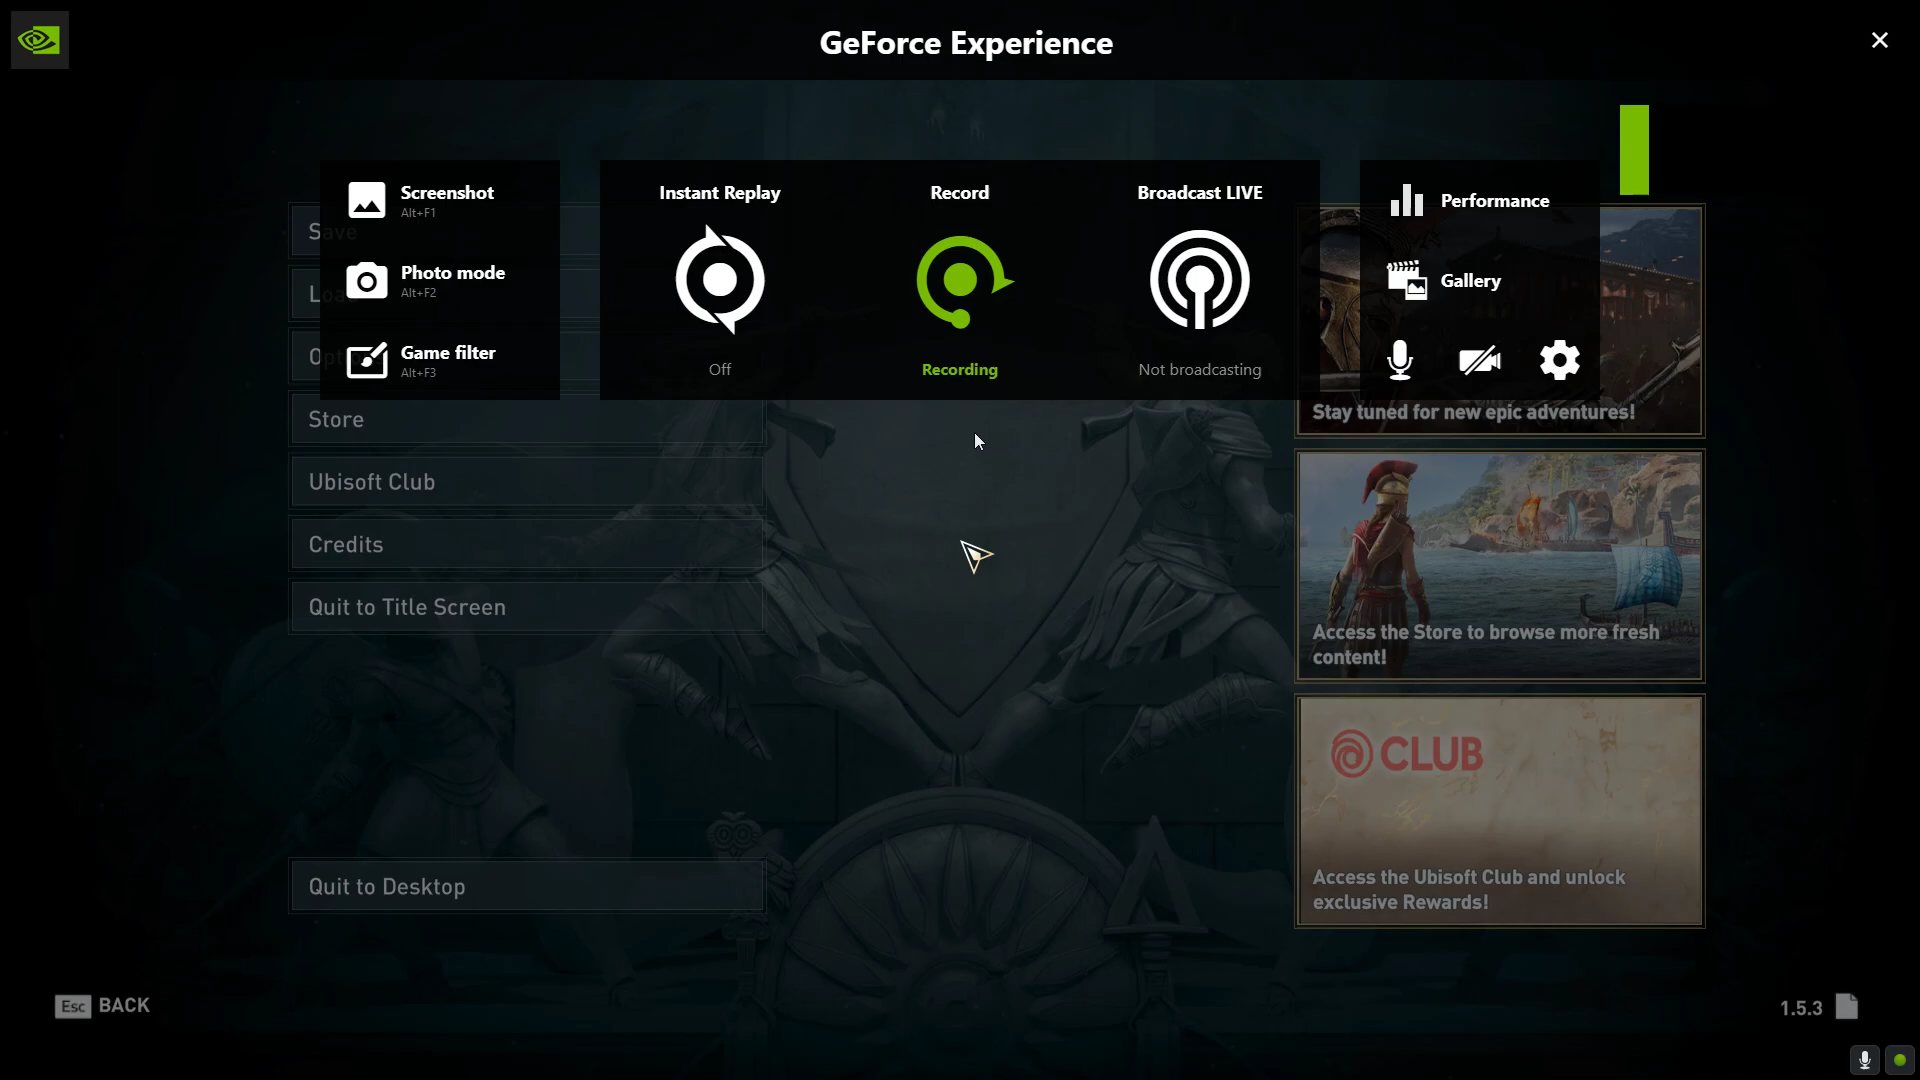 GeForce Experience
Screenshot
Alt+F1
Photo mode
Alt+F2
Game filter
Alt+F3
Instant Replay
Off
Record
Recording
Broadcast LIVE
Not broadcasting
Performance
Gallery
Save
Store
Ubisoft Club
Credits
Quit to Title Screen
Quit to Desktop
Stay tuned for new epic adventures!
Access the Store to browse more fresh
content!
CLUB
Access the Ubisoft Club and unlock
exclusive Rewards!
Esc BACK
1.5.3